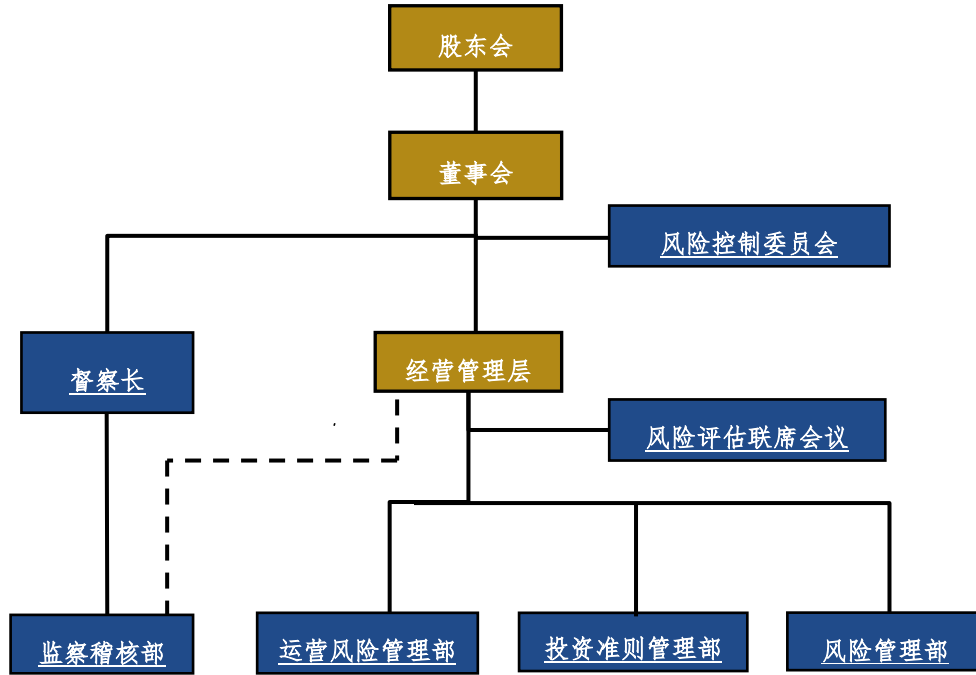 股东会
董事会
风险控制委员会
督察长
经营管理层
风险评估联席会议
监察稽核部
运营风险管理部
投资准则管理部
风险管理部